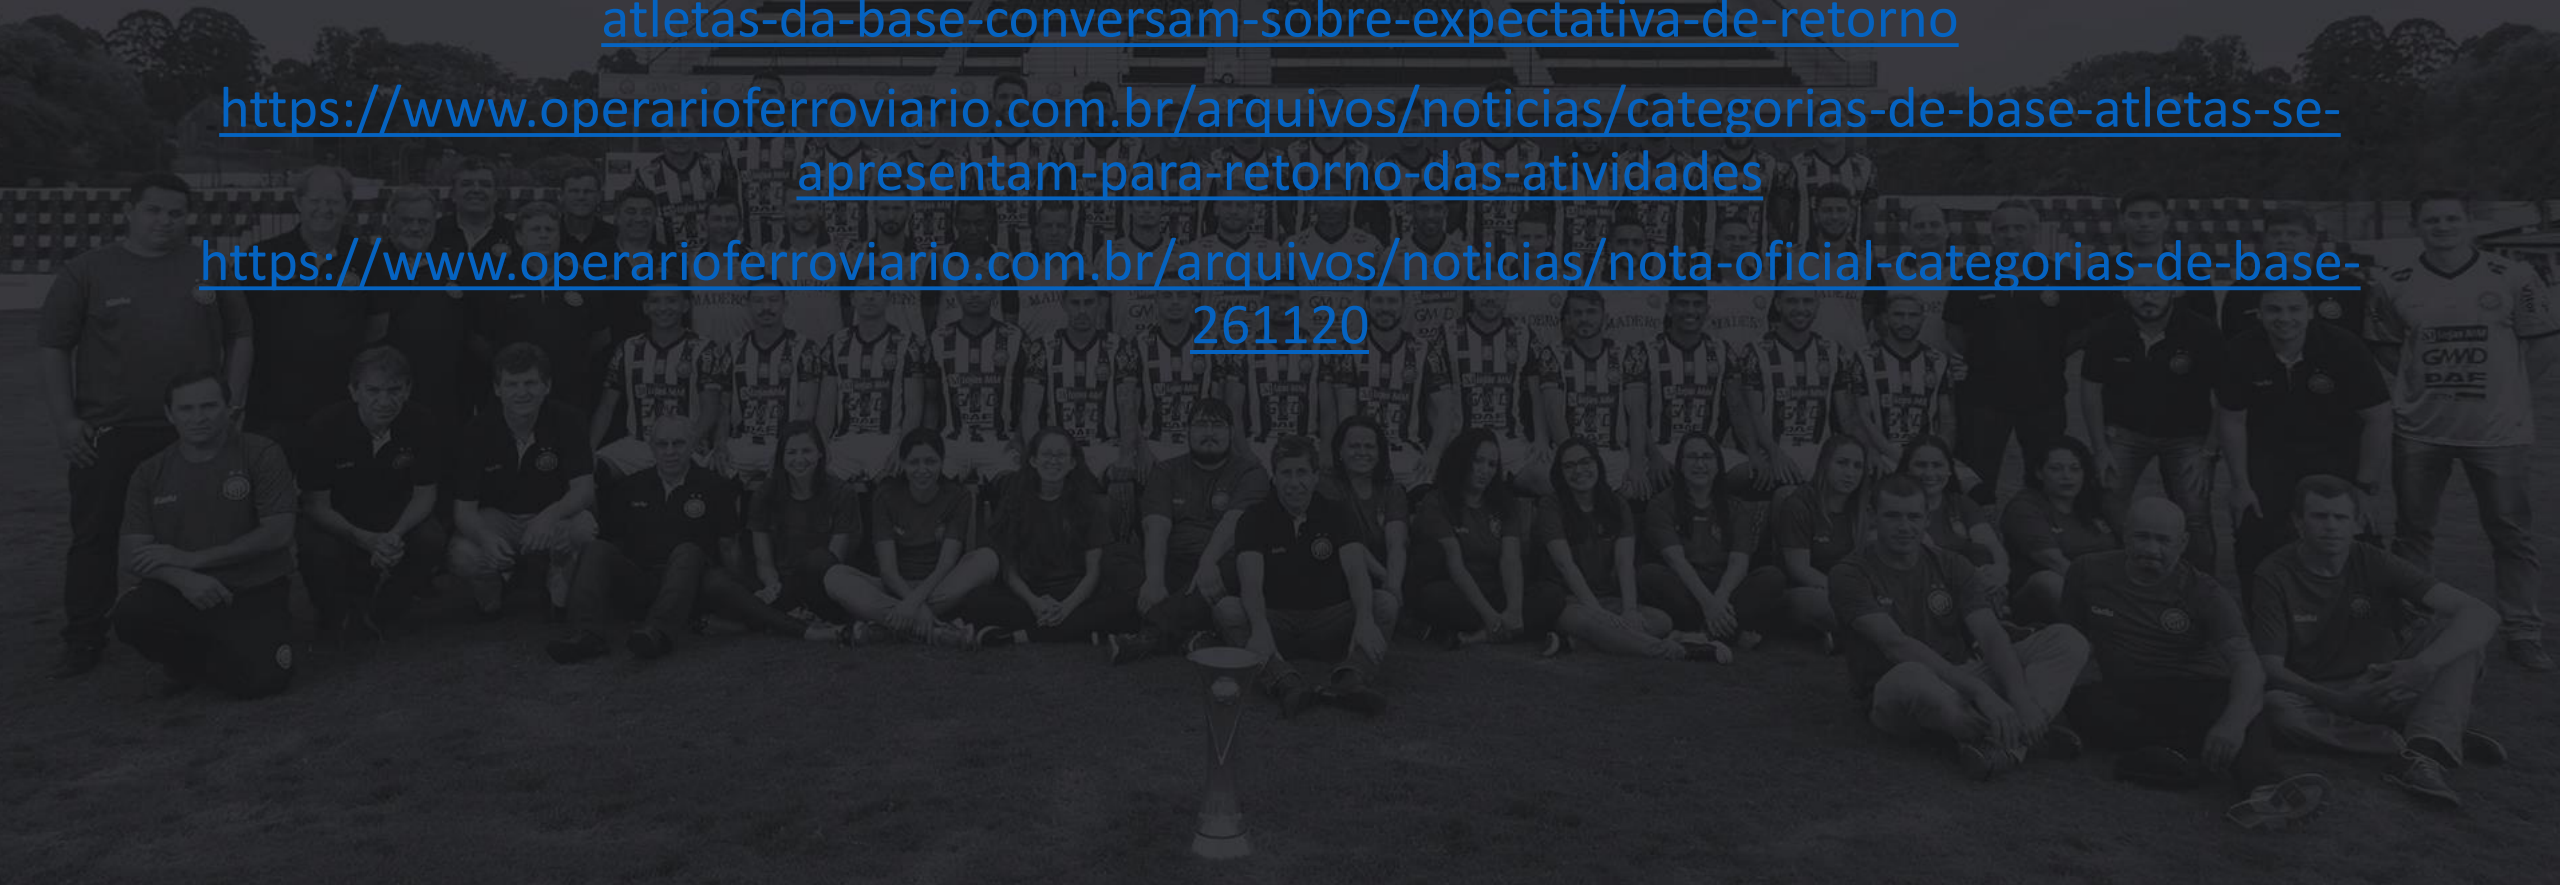 atletas-da-base-conversam-sobre-expectativa-de-retorno
https://www.operarioferroviario.com.br/arquivos/noticias/categorias-de-base-atletas-se-
apresentam-para-retorno-das-atividades
https://www.operarioferroviario.com.br/arquivos/noticias/nota-oficial-categorias-de-base-
261120